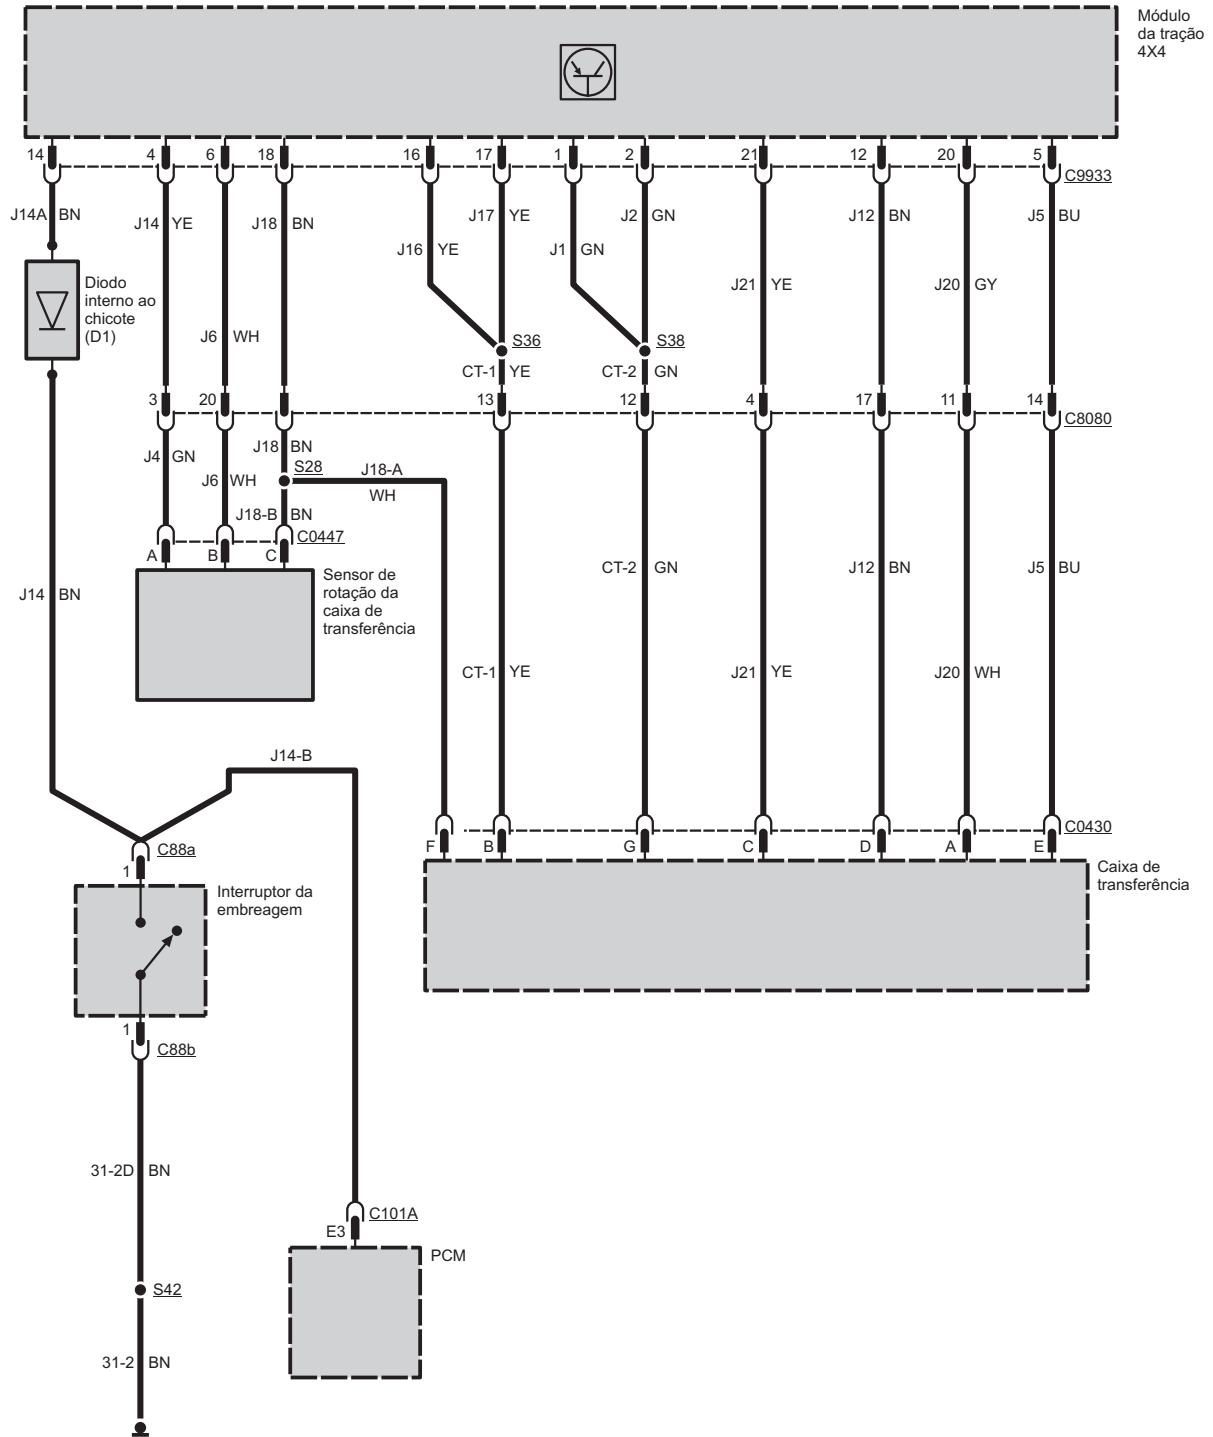 Módulo
da tração
4X4
14 4 6 18 16 17 1 2 21 12 20 5
C9933
J14A BN
J14 YE
J18 BN
J17 YE
J2 GN
J12 BN
J5 BU
J16 YE
J1 GN
Diodo
interno ao
chicote
(D1)
J21 YE
J20 GY
J6 WH
S36
S38
CT-1 YE
CT-2 GN
3 20 13 12 4 17 11 14
C8080
J4 GN
J18 BN
S28
J18-A
WH
J6 WH
J18-B BN
C0447
A B C
Sensor de
rotação da
caixa de
transferência
CT-2 GN
J12 BN
J5 BU
J14 BN
CT-1 YE
J21 YE
J20 WH
J14-B
C0430
F B G C D A E
C88a
1
Caixa de
transferência
Interruptor da
embreagem
1
C88b
31-2D BN
C101A
E3
PCM
S42
31-2 BN